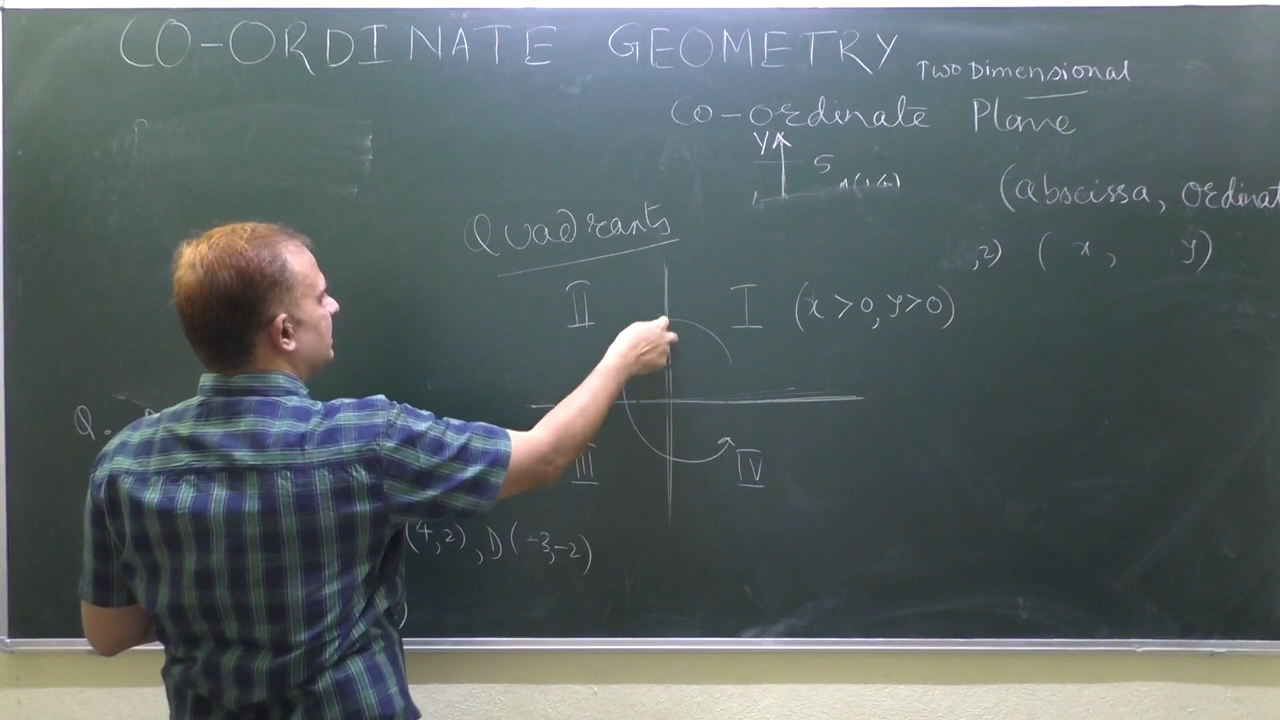 CO-ORDINATE GEOMETRY
Two Dimensional
Co-ordinate Plane
Y
5
(abscissa, Ordinat
Quadrants
,2) ( x, y)
II
I (x > 0, y > 0)
Q.
III
IV
(4,2), D(-3,-2)
)